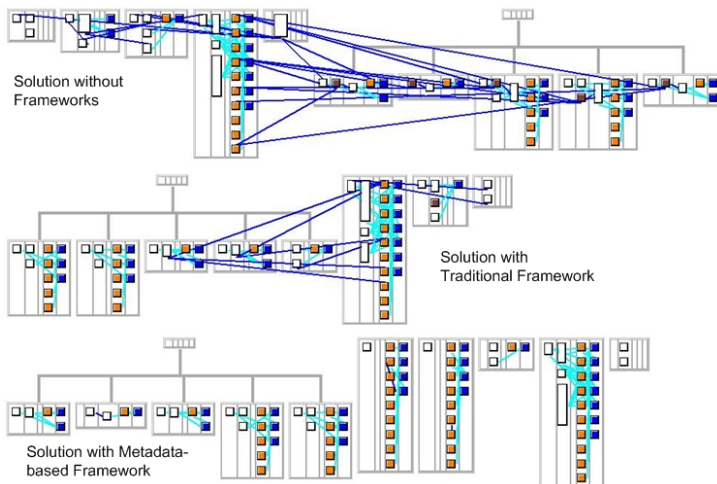 Solution without
Frameworks
Solution with
Traditional Framework
Solution with Metadata-
based Framework